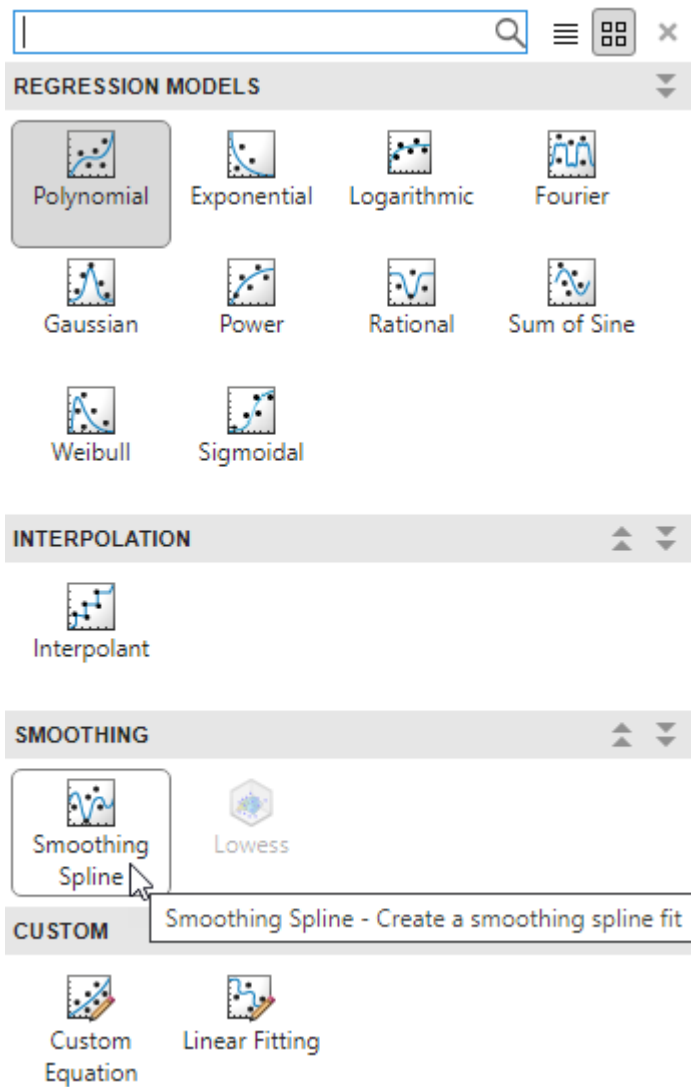 REGRESSION MODELS
Polynomial Exponential Logarithmic Fourier
Gaussian Power Rational Sum of Sine
Weibull Sigmoidal
INTERPOLATION
Interpolant
SMOOTHING
Smoothing Lowess
Spline
Smoothing Spline - Create a smoothing spline fit
CUSTOM
Custom Linear Fitting
Equation